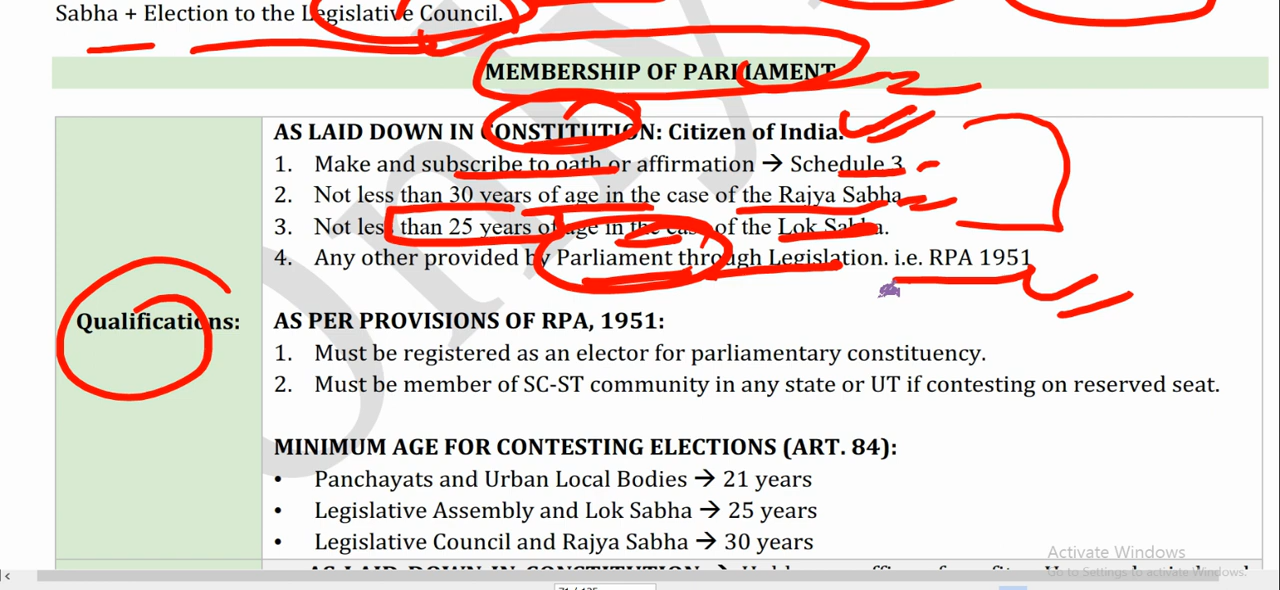 Sabha + Election to the Legislative Council.
MEMBERSHIP OF PARLIAMENT
AS LAID DOWN IN CONSTITUTION: Citizen of India.
1. Make and subscribe to oath or affirmation → Schedule 3
2. Not less than 30 years of age in the case of the Rajya Sabha
3. Not less than 25 years of age in the case of the Lok Sabha.
4. Any other provided by Parliament through Legislation. i.e. RPA 1951
Qualifications:
AS PER PROVISIONS OF RPA, 1951:
1. Must be registered as an elector for parliamentary constituency.
2. Must be member of SC-ST community in any state or UT if contesting on reserved seat.
MINIMUM AGE FOR CONTESTING ELECTIONS (ART. 84):
• Panchayats and Urban Local Bodies → 21 years
• Legislative Assembly and Lok Sabha → 25 years
• Legislative Council and Rajya Sabha → 30 years
Activate Windows
Go to Settings to activate Windows.